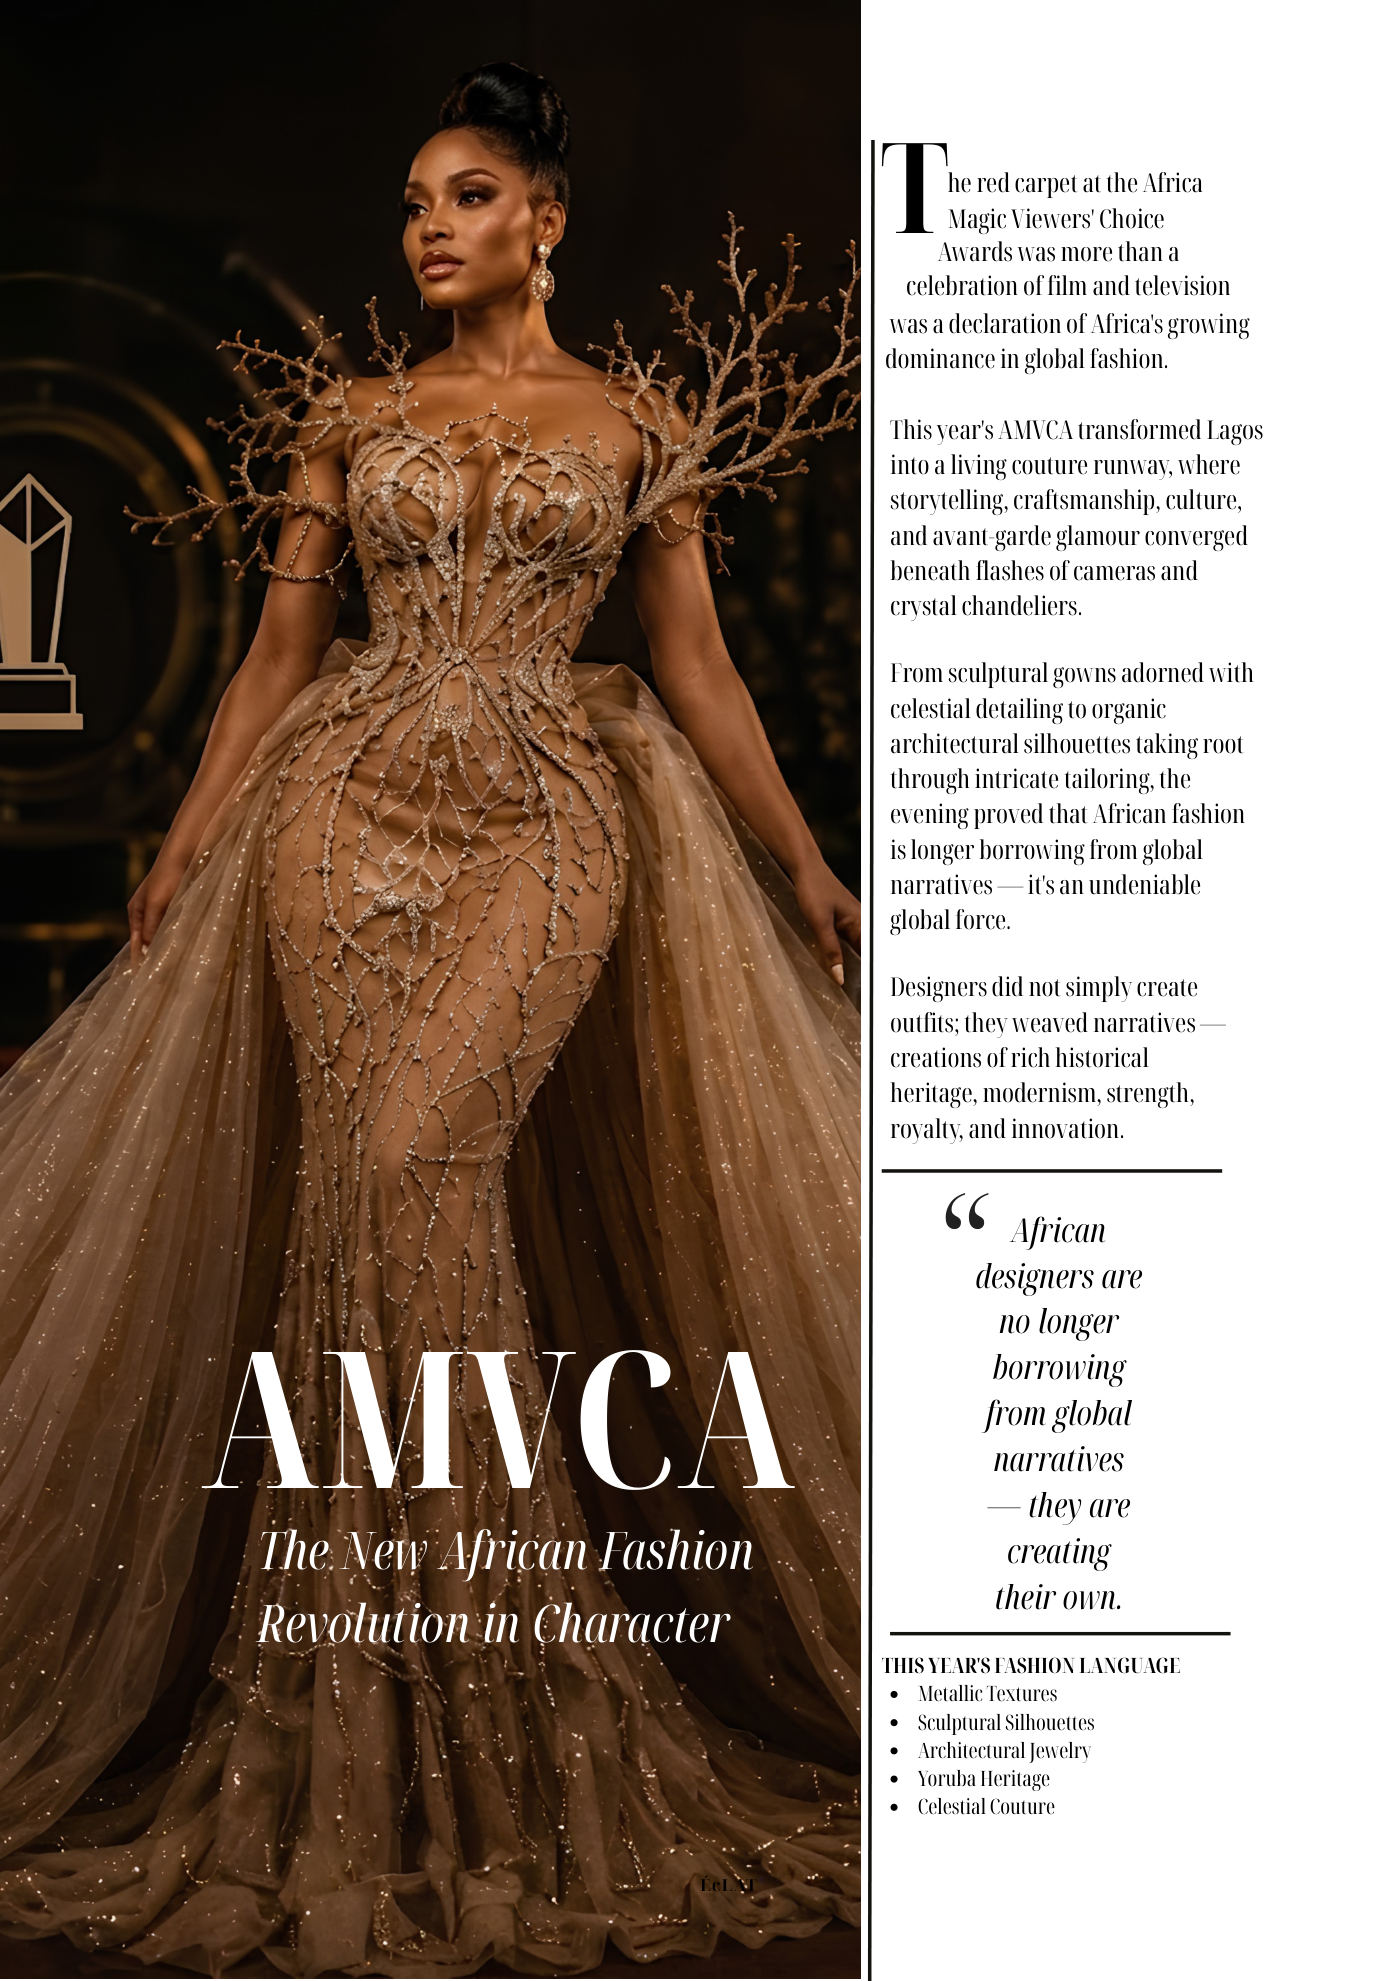 The red carpet at the Africa
Magic Viewers' Choice
Awards was more than a
celebration of film and television
was a declaration of Africa's growing
dominance in global fashion.
This year's AMVCA transformed Lagos
into a living couture runway, where
storytelling, craftsmanship, culture,
and avant-garde glamour converged
beneath flashes of cameras and
crystal chandeliers.
From sculptural gowns adorned with
celestial detailing to organic
architectural silhouettes taking root
through intricate tailoring, the
evening proved that African fashion
is longer borrowing from global
narratives — it's an undeniable
global force.
Designers did not simply create
outfits; they weaved narratives —
creations of rich historical
heritage, modernism, strength,
royalty, and innovation.
“ African
designers are
no longer
borrowing
from global
narratives
— they are
creating
their own.
THIS YEAR'S FASHION LANGUAGE
• Metallic Textures
• Sculptural Silhouettes
• Architectural Jewelry
• Yoruba Heritage
• Celestial Couture
AMVCA
The New African Fashion
Revolution in Character
ÉcLAT